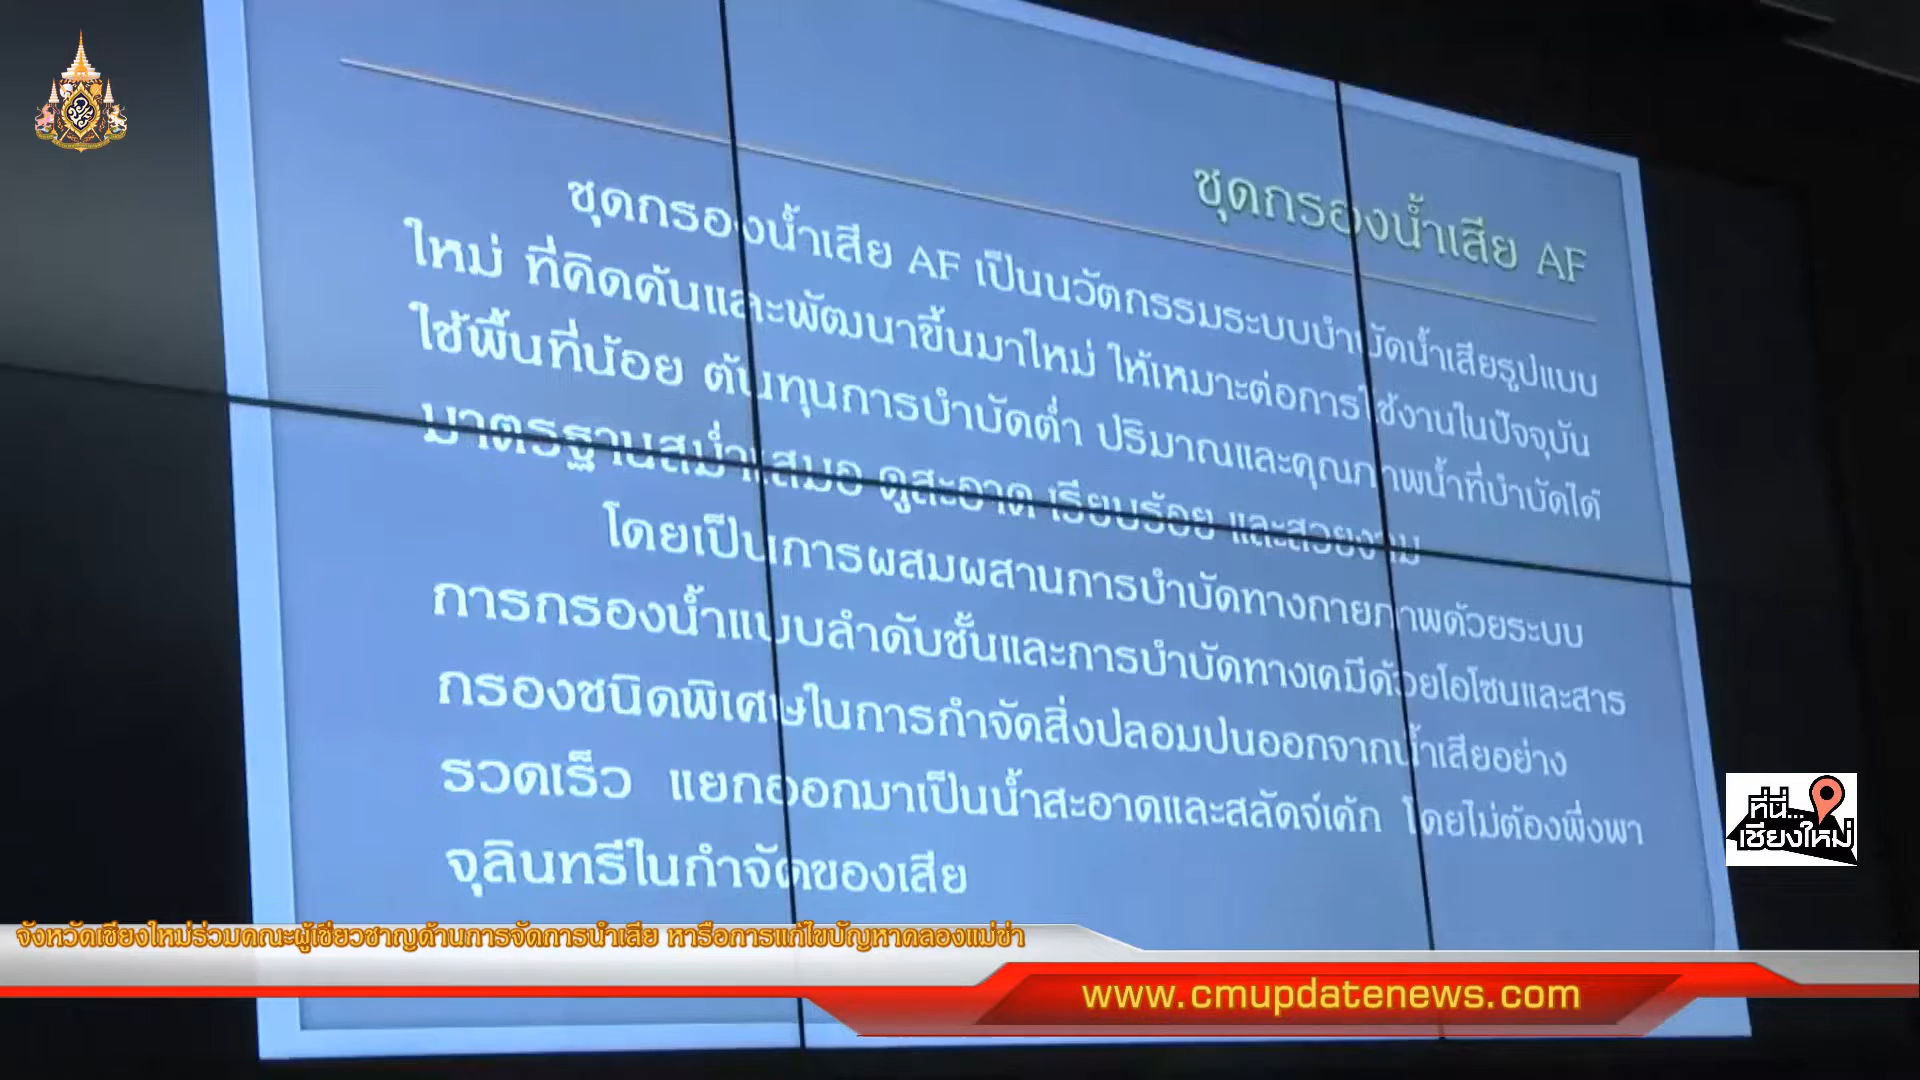 ชุดกรองน้ำเสีย AF
ชุดกรองน้ำเสีย AF เป็นนวัตกรรมระบบบำบัดน้ำเสียรูปแบบ
ใหม่ ที่คิดค้นและพัฒนาขึ้นมาใหม่ ให้เหมาะต่อการใช้งานในปัจจุบัน
ใช้พื้นที่น้อย ต้นทุนการบำบัดต่ำ ปริมาณและคุณภาพน้ำที่บำบัดได้
มาตรฐานสม่ำเสมอ ดูสะอาด เรียบร้อย และสวยงาม
โดยเป็นการผสมผสานการบำบัดทางกายภาพด้วยระบบ
การกรองน้ำแบบลำดับชั้นและการบำบัดทางเคมีด้วยโอโซนและสาร
กรองชนิดพิเศษในการกำจัดสิ่งปลอมปนออกจากน้ำเสียอย่าง
รวดเร็ว แยกออกมาเป็นน้ำสะอาดและสลัดจ์เค้ก โดยไม่ต้องพึ่งพา
จุลินทรีในกำจัดของเสีย
ที่นี่...
เชียงใหม่
จังหวัดเชียงใหม่ร่วมคณะผู้เชี่ยวชาญด้านการจัดการน้ำเสีย หารือการแก้ไขปัญหาคลองแม่ข่า
www.cmupdatenews.com